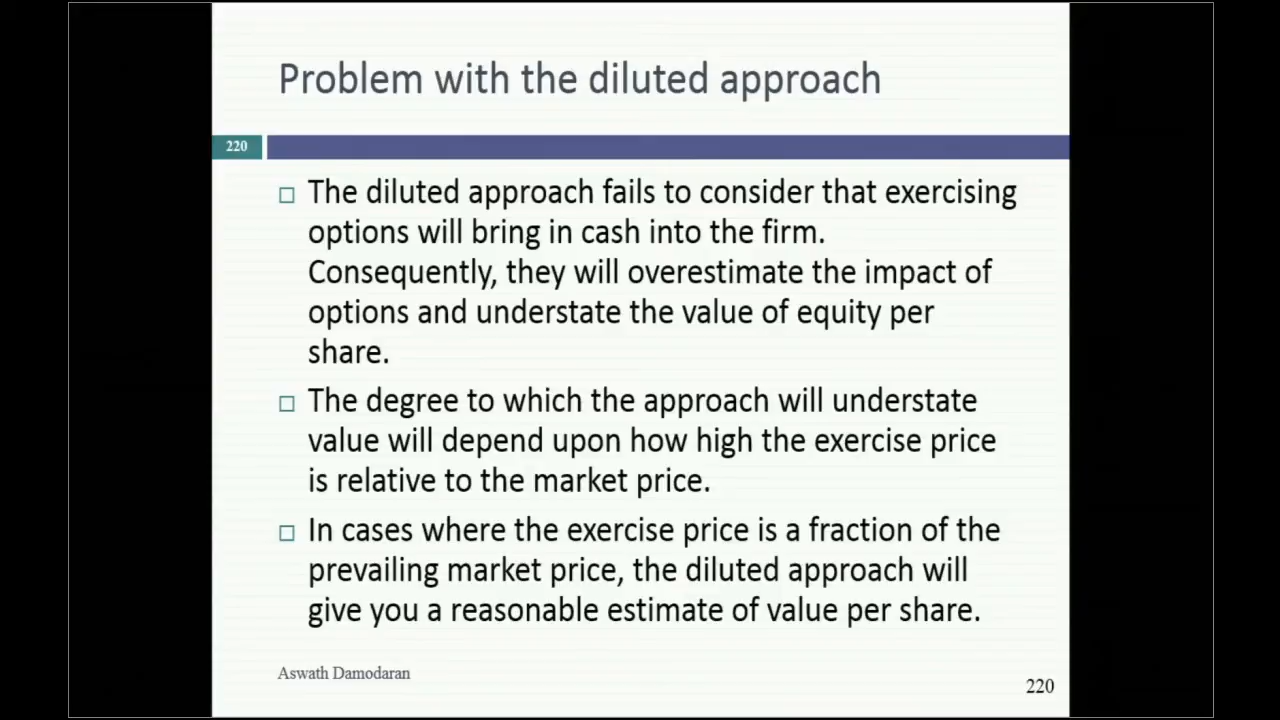 Problem with the diluted approach
220
The diluted approach fails to consider that exercising
options will bring in cash into the firm.
Consequently, they will overestimate the impact of
options and understate the value of equity per
share.
The degree to which the approach will understate
value will depend upon how high the exercise price
is relative to the market price.
In cases where the exercise price is a fraction of the
prevailing market price, the diluted approach will
give you a reasonable estimate of value per share.
Aswath Damodaran
220